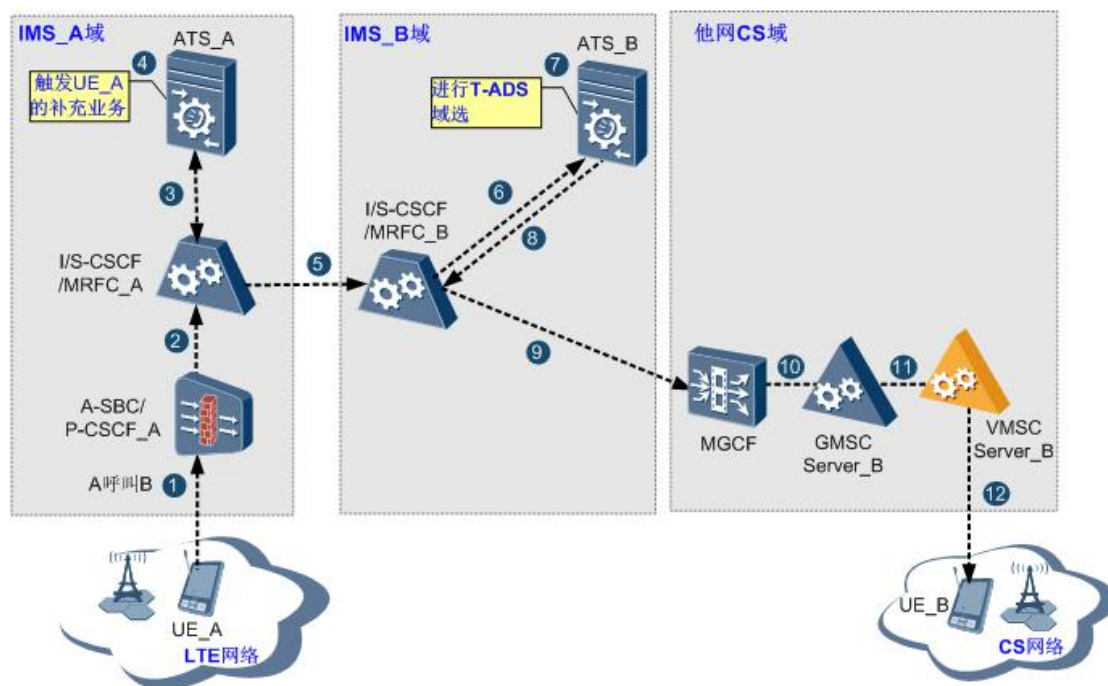 IMS_A域
ATS_A
4
触发UE_A
的补充业务
3
I/S-CSCF
/MRFC_A
2
A-SBC/
P-CSCF_A
A呼叫B
1
UE_A
LTE网络
IMS_B域
ATS_B
7
进行T-ADS
域选
6
8
I/S-CSCF
/MRFC_B
5
9
他网CS域
10
11
MGCF
GMSC
Server_B
VMSC
Server_B
12
UE_B
CS网络